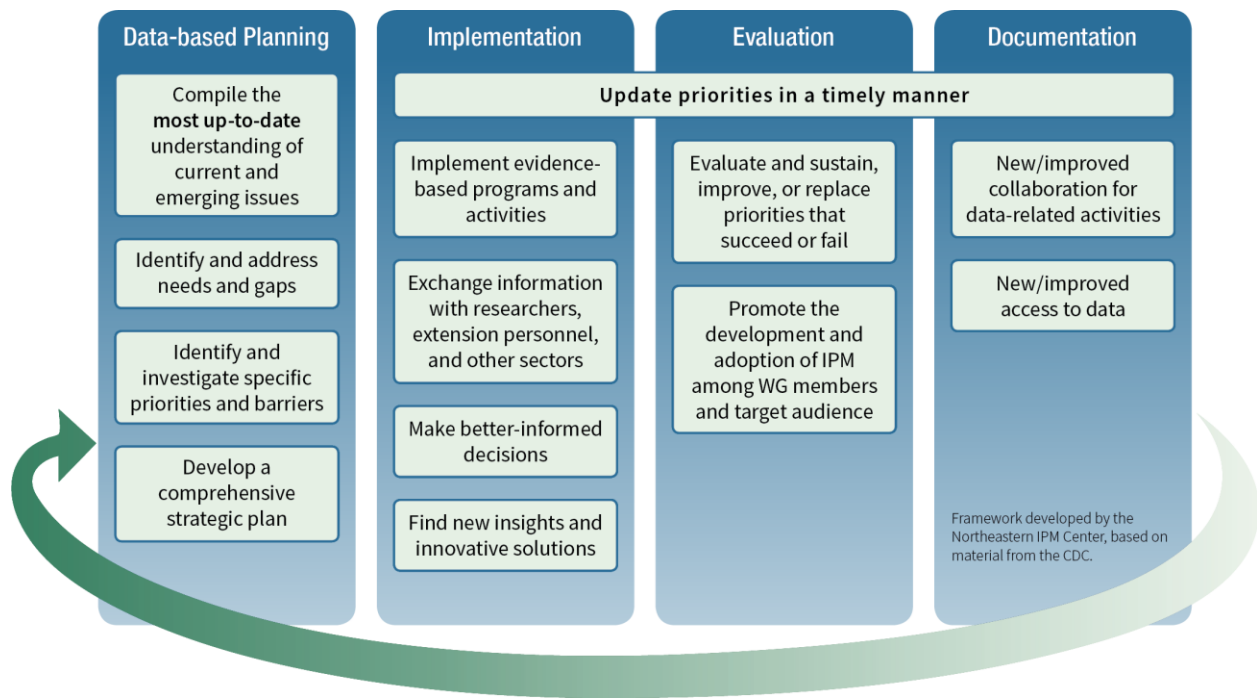 Data-based Planning
Compile the
most up-to-date
understanding of
current and
emerging issues
Identify and address
needs and gaps
Identify and
investigate specific
priorities and barriers
Develop a
comprehensive
strategic plan
Implementation
Evaluation
Documentation
Update priorities in a timely manner
Implement evidence-
based programs and
activities
Exchange information
with researchers,
extension personnel,
and other sectors
Make better-informed
decisions
Find new insights and
innovative solutions
Evaluate and sustain,
improve, or replace
priorities that
succeed or fail
Promote the
development and
adoption of IPM
among WG members
and target audience
New/improved
collaboration for
data-related activities
New/improved
access to data
Framework developed by the
Northeastern IPM Center, based on
material from the CDC.